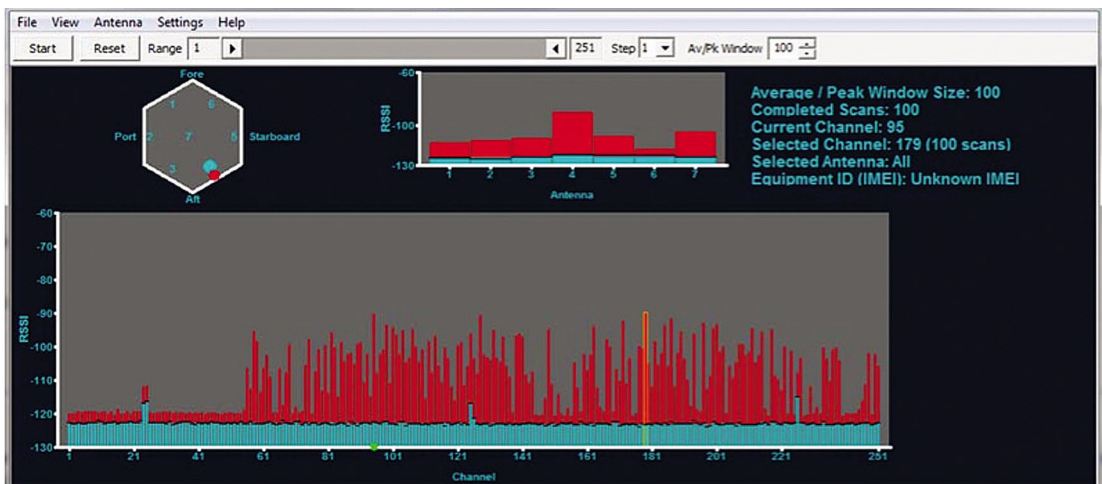 File View Antenna Settings Help
Start Reset Range 1 251 Step 1 Av/Pk Window 100
Fore
1 6
Port 2 7 5 Starboard
3
Aft
-60
-100
-130
RSSI
1 2 3 4 5 6 7
Antenna
Average / Peak Window Size: 100
Completed Scans: 100
Current Channel: 95
Selected Channel: 179 (100 scans)
Selected Antenna: All
Equipment ID (IMEI): Unknown IMEI
-60
-70
-80
-90
-100
-110
-120
-130
RSSI
1 21 41 61 81 101 121 141 161 181 201 221 251
Channel